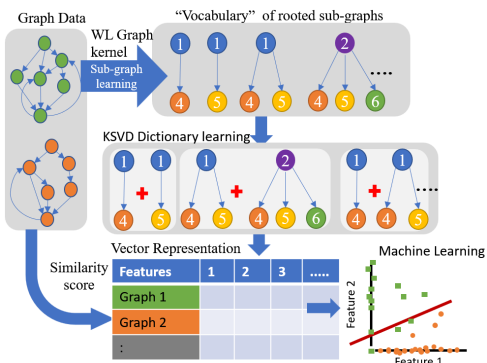 Graph Data
"Vocabulary" of rooted sub-graphs
WL Graph
kernel
Sub-graph
learning
1 1 1 2
4 5 4 5 4 5 6
....
KSVD Dictionary learning
1 1 1 2 1 1
+ + +
4 5 4 5 4 5 6 4 5
....
Vector Representation
Similarity
score
Features 1 2 3 .....
Graph 1
Graph 2
:
Machine Learning
Feature 2
Feature 1